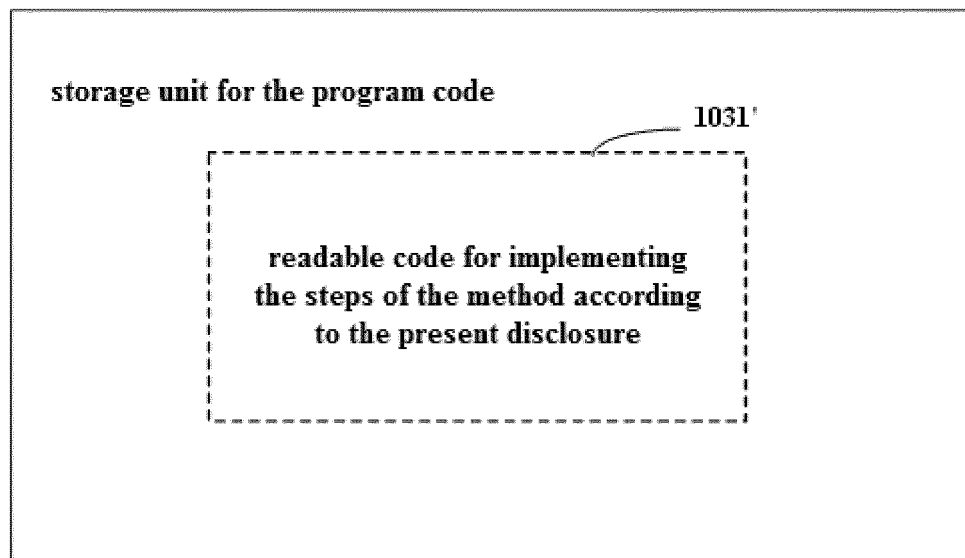 storage unit for the program code
1031'
readable code for implementing
the steps of the method according
to the present disclosure